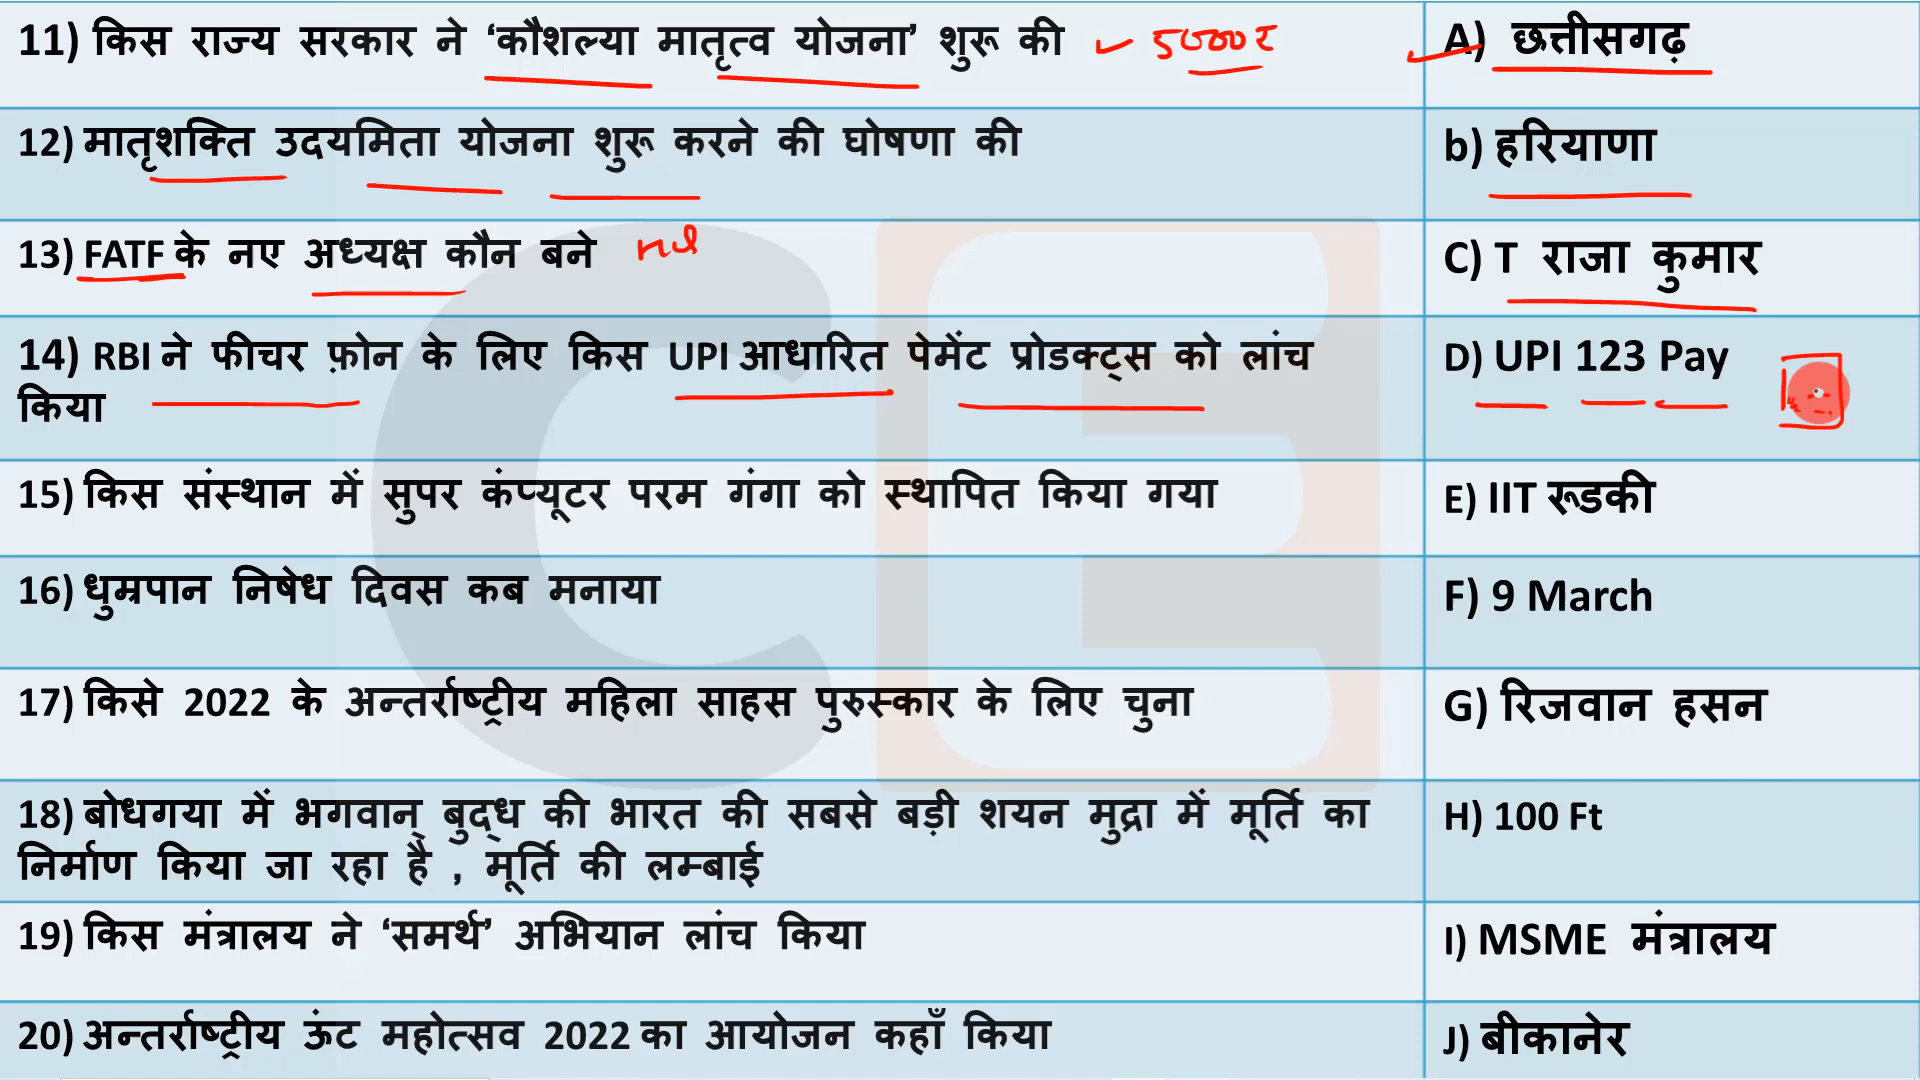 11) किस राज्य सरकार ने ‘कौशल्या मातृत्व योजना’ शुरू की 5000₹
A) छत्तीसगढ़
12) मातृशक्ति उदयमिता योजना शुरू करने की घोषणा की
b) हरियाणा
13) FATF के नए अध्यक्ष कौन बने
C) T राजा कुमार
14) RBI ने फीचर फ़ोन के लिए किस UPI आधारित पेमेंट प्रोडक्ट्स को लांच
किया
D) UPI 123 Pay
15) किस संस्थान में सुपर कंप्यूटर परम गंगा को स्थापित किया गया
E) IIT रूडकी
16) धुम्रपान निषेध दिवस कब मनाया
F) 9 March
17) किसे 2022 के अन्तर्राष्ट्रीय महिला साहस पुरुस्कार के लिए चुना
G) रिजवान हसन
18) बोधगया में भगवान् बुद्ध की भारत की सबसे बड़ी शयन मुद्रा में मूर्ति का
निर्माण किया जा रहा है , मूर्ति की लम्बाई
H) 100 Ft
19) किस मंत्रालय ने ‘समर्थ’ अभियान लांच किया
I) MSME मंत्रालय
20) अन्तर्राष्ट्रीय ऊंट महोत्सव 2022 का आयोजन कहाँ किया
J) बीकानेर
CE